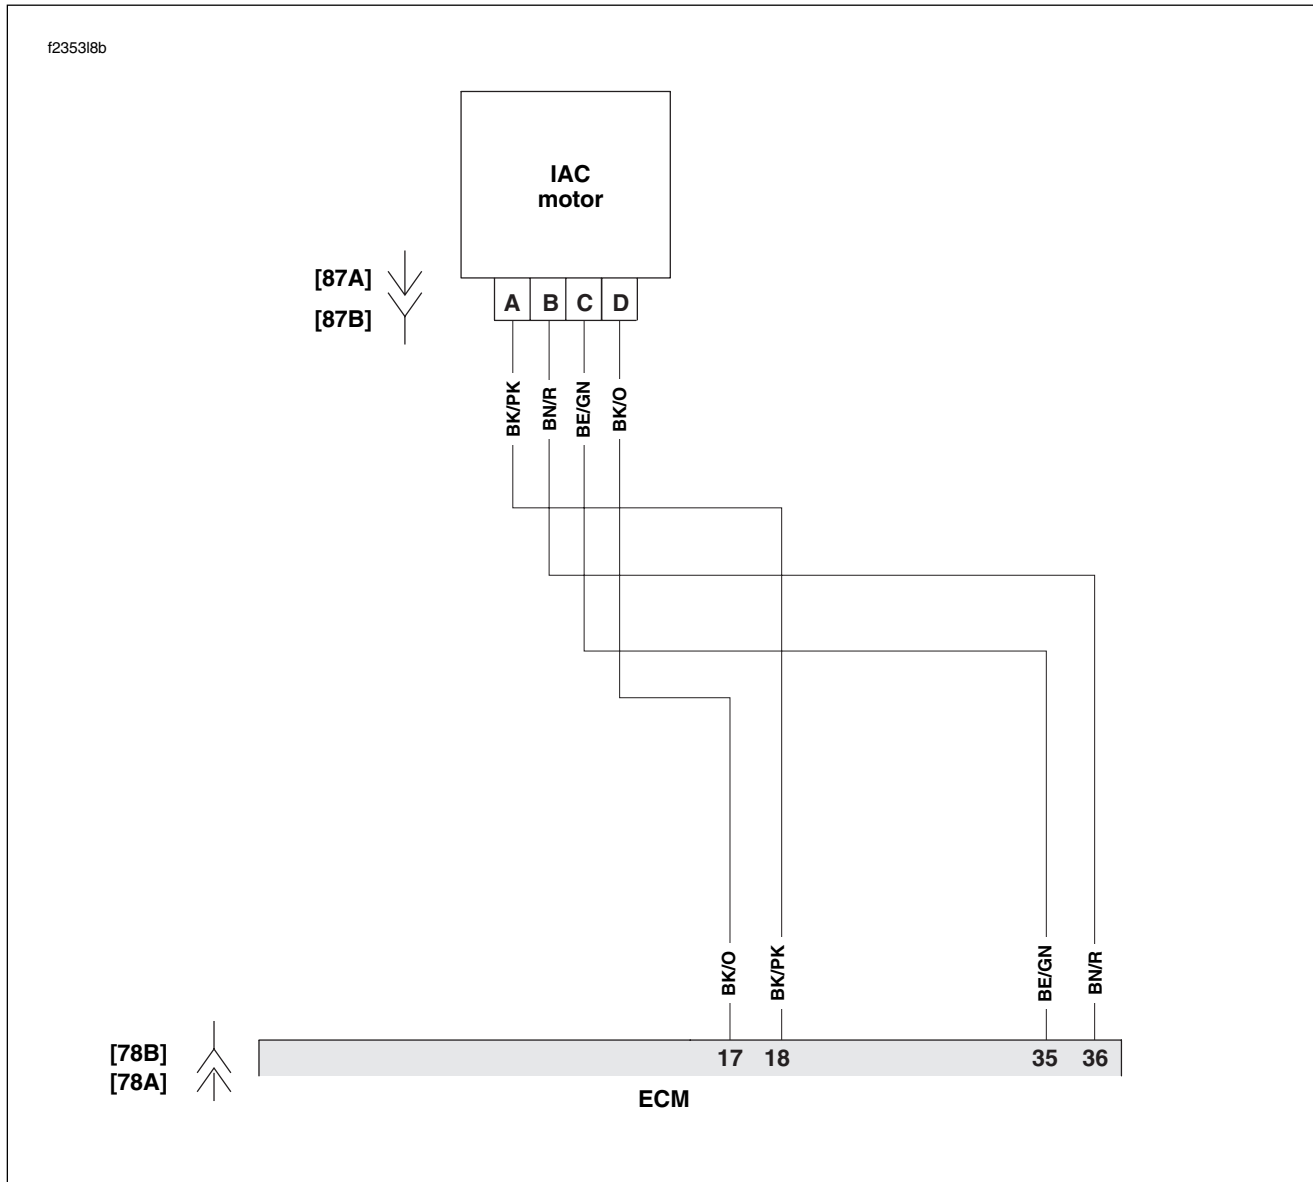 f2353l8b
IAC
motor
[87A]
[87B]
A B C D
BK/PK
BN/R
BE/GN
BK/O
BK/O
BK/PK
BE/GN
BN/R
[78B]
[78A]
17 18 35 36
ECM